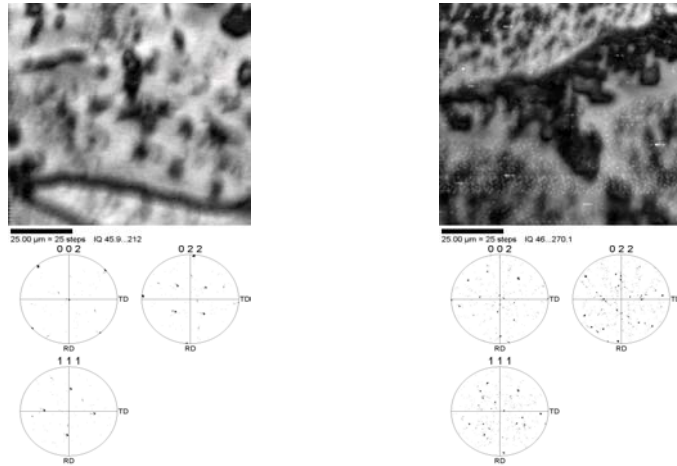 25.00 µm = 25 steps IQ 45.9...212
0 0 2
0 2 2
TD
TD
RD
RD
1 1 1
TD
RD
25.00 µm = 25 steps IQ 46...270.1
0 0 2
0 2 2
TD
TD
RD
RD
1 1 1
TD
RD